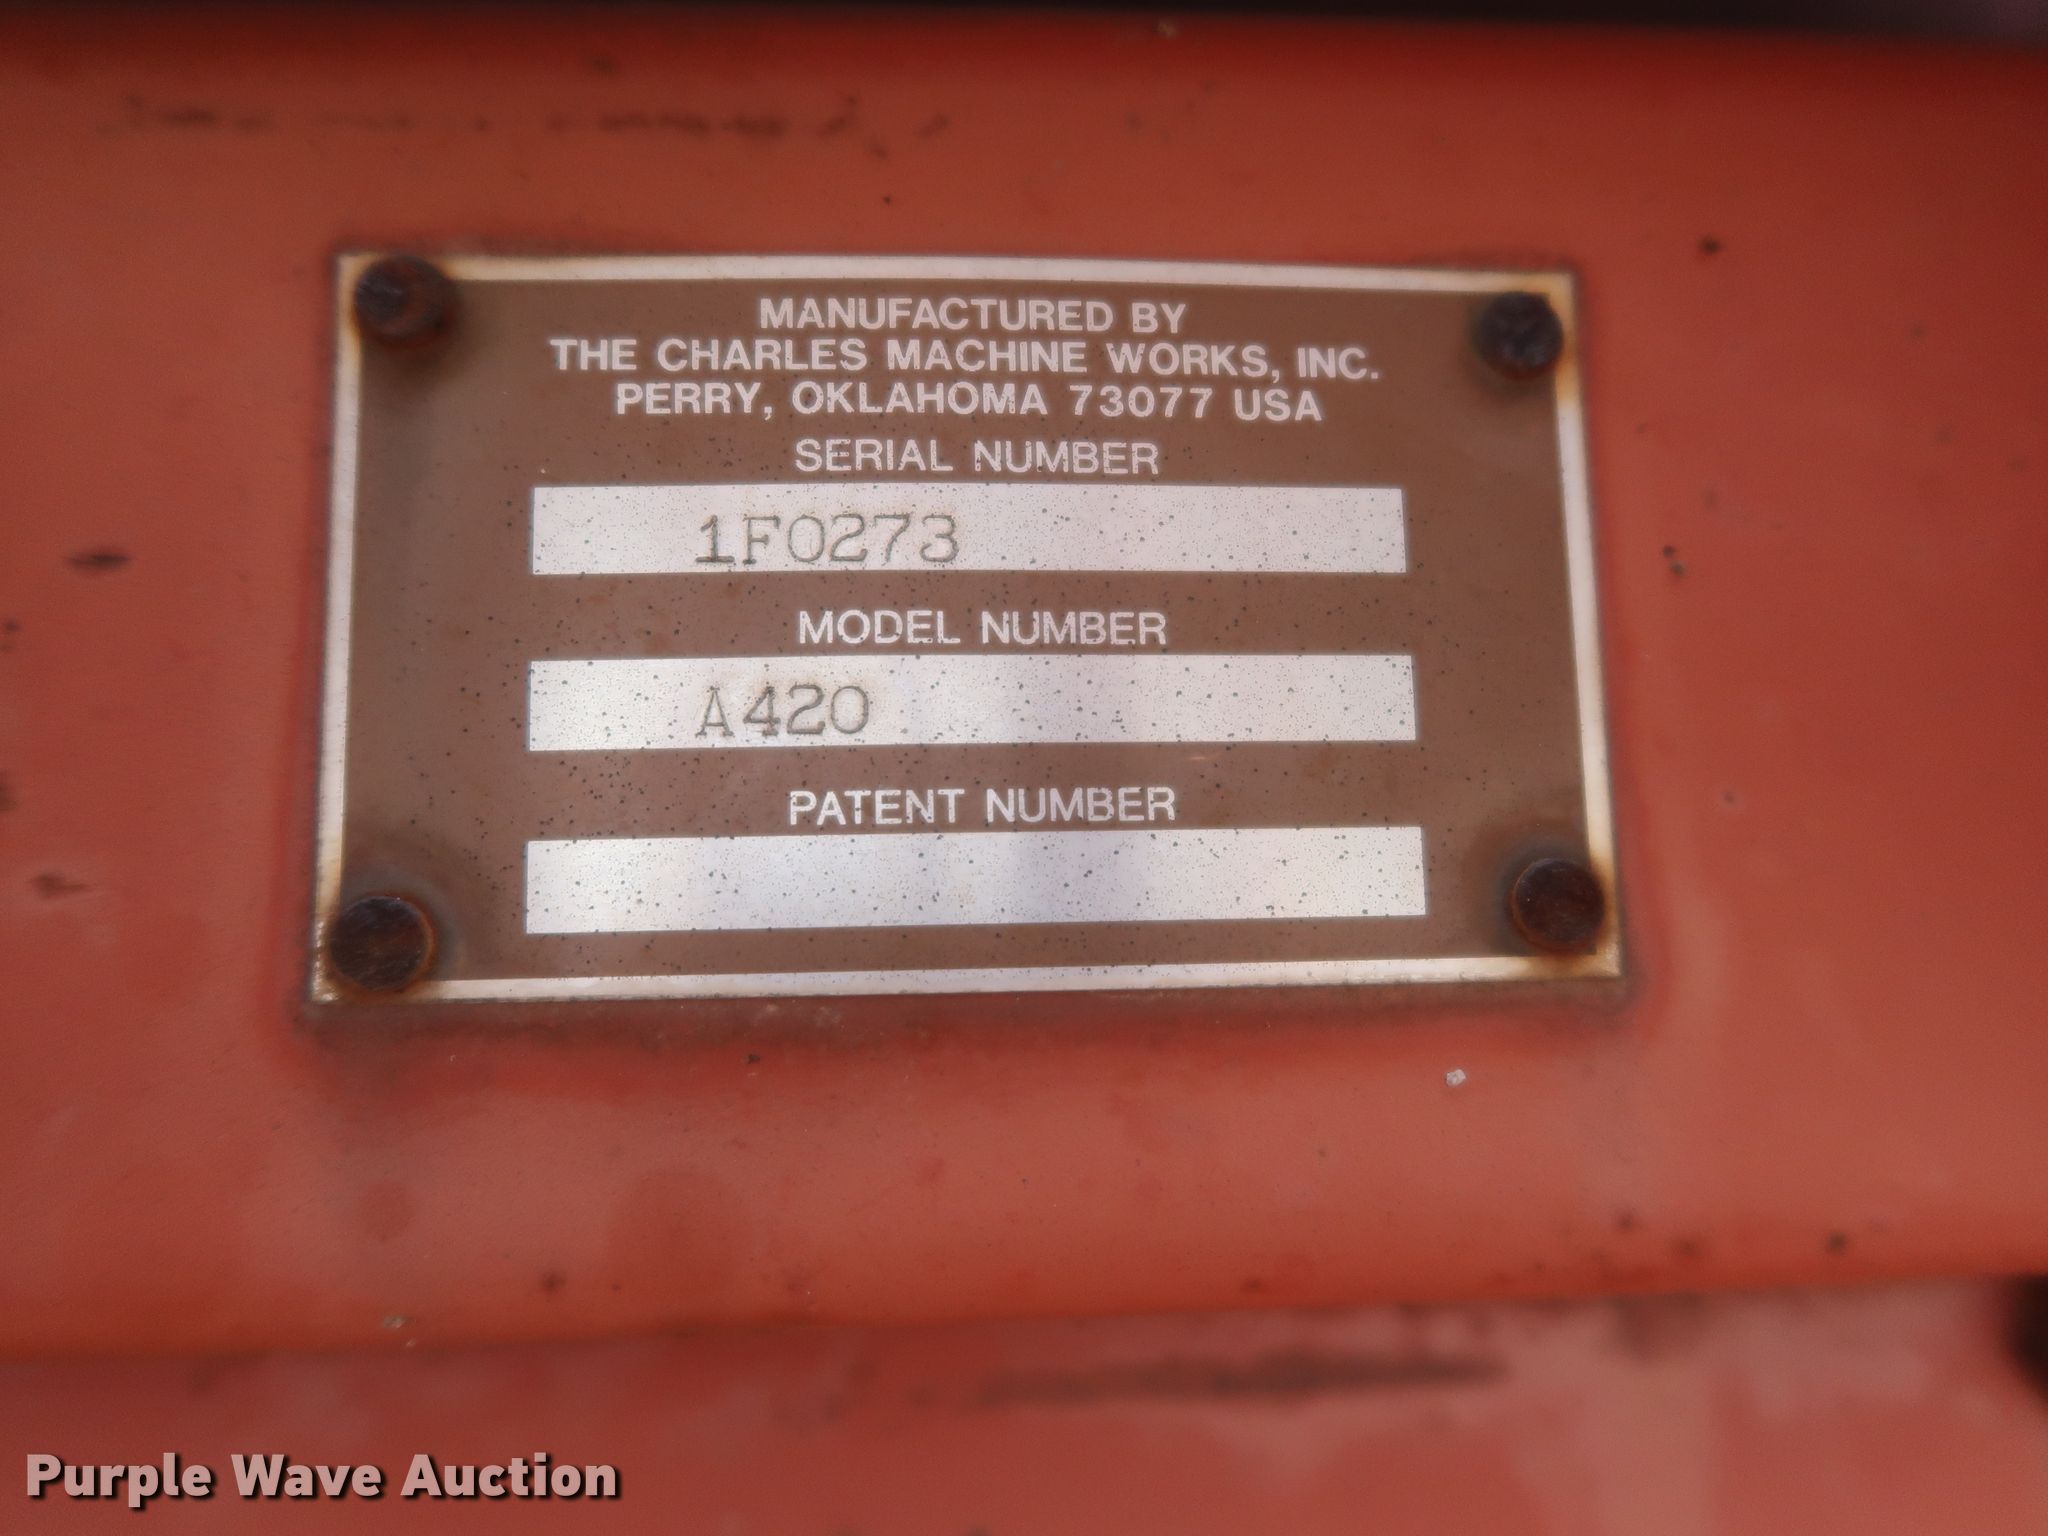 MANUFACTURED BY
THE CHARLES MACHINE WORKS, INC.
PERRY, OKLAHOMA 73077 USA
SERIAL NUMBER
1F0273
MODEL NUMBER
A420
PATENT NUMBER
Purple Wave Auction